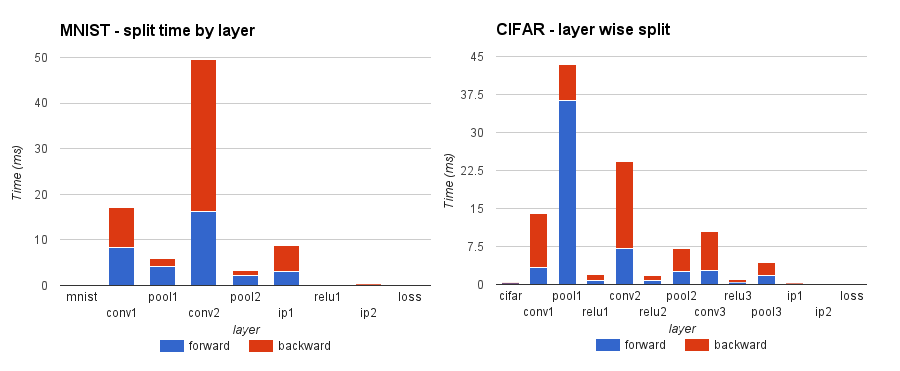 MNIST - split time by layer
50
40
30
20
10
0
Time (ms)
mnist pool1 pool2 relu1 loss
conv1 conv2 ip1 ip2
layer
forward backward
CIFAR - layer wise split
45
37.5
30
22.5
15
7.5
0
Time (ms)
cifar pool1 conv2 pool2 relu3 ip1 loss
conv1 relu1 relu2 conv3 pool3 ip2
layer
forward backward